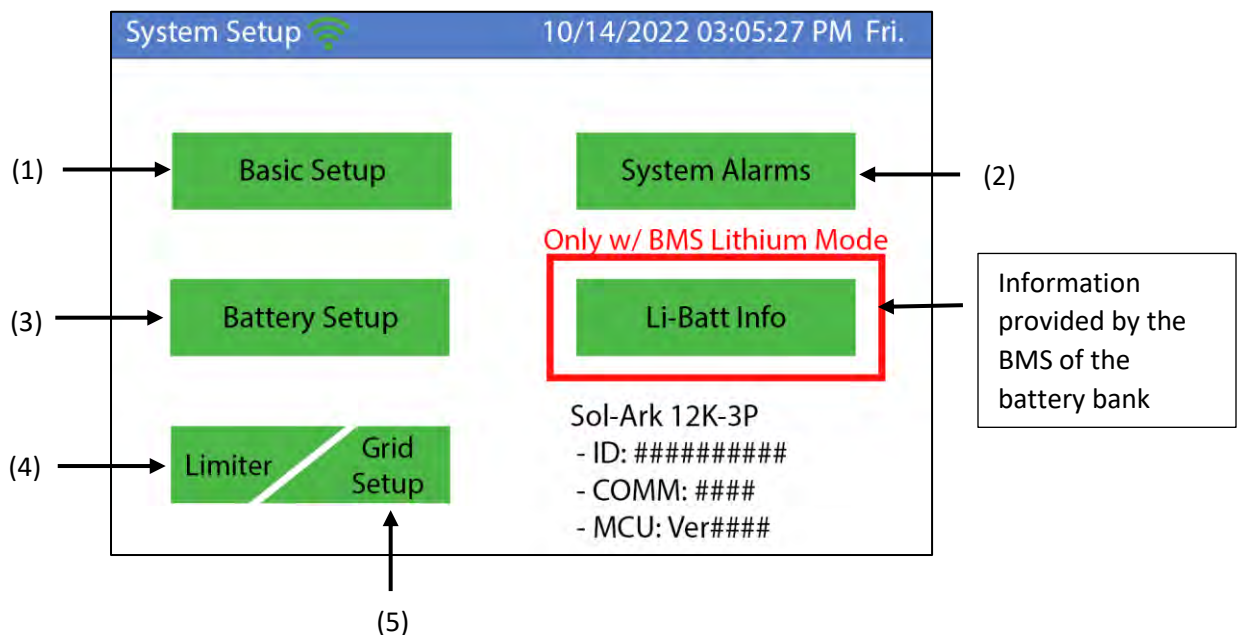 System Setup 10/14/2022 03:05:27 PM Fri.
(1) Basic Setup System Alarms (2)
Only w/ BMS Lithium Mode
(3) Battery Setup Li-Batt Info
Information
provided by the
BMS of the
battery bank
(4) Limiter Grid
Setup
Sol-Ark 12K-3P
- ID: ##########
- COMM: ####
- MCU: Ver####
(5)